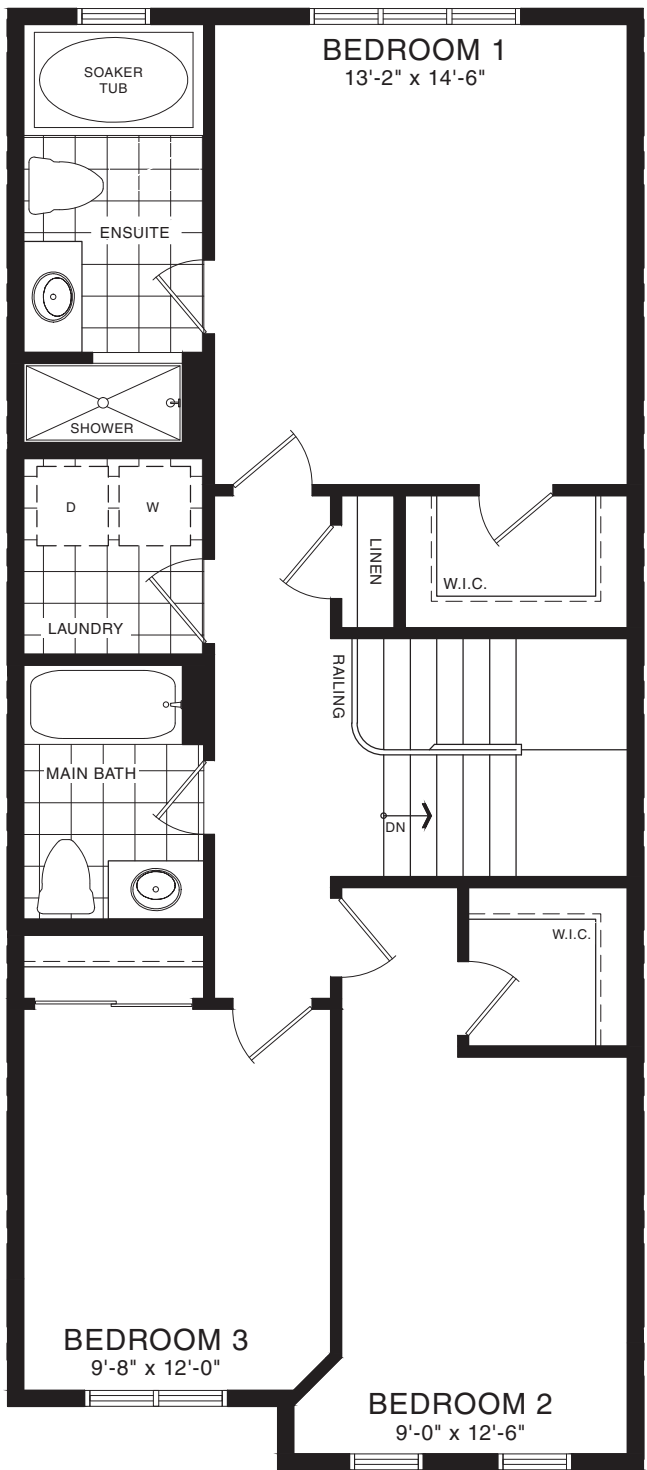 BEDROOM 1
13'-2" x 14'-6"
SOAKER
TUB
ENSUITE
SHOWER
D
W
LINEN
W.I.C.
LAUNDRY
RAILING
MAIN BATH
DN
W.I.C.
BEDROOM 3
9'-8" x 12'-0"
BEDROOM 2
9'-0" x 12'-6"